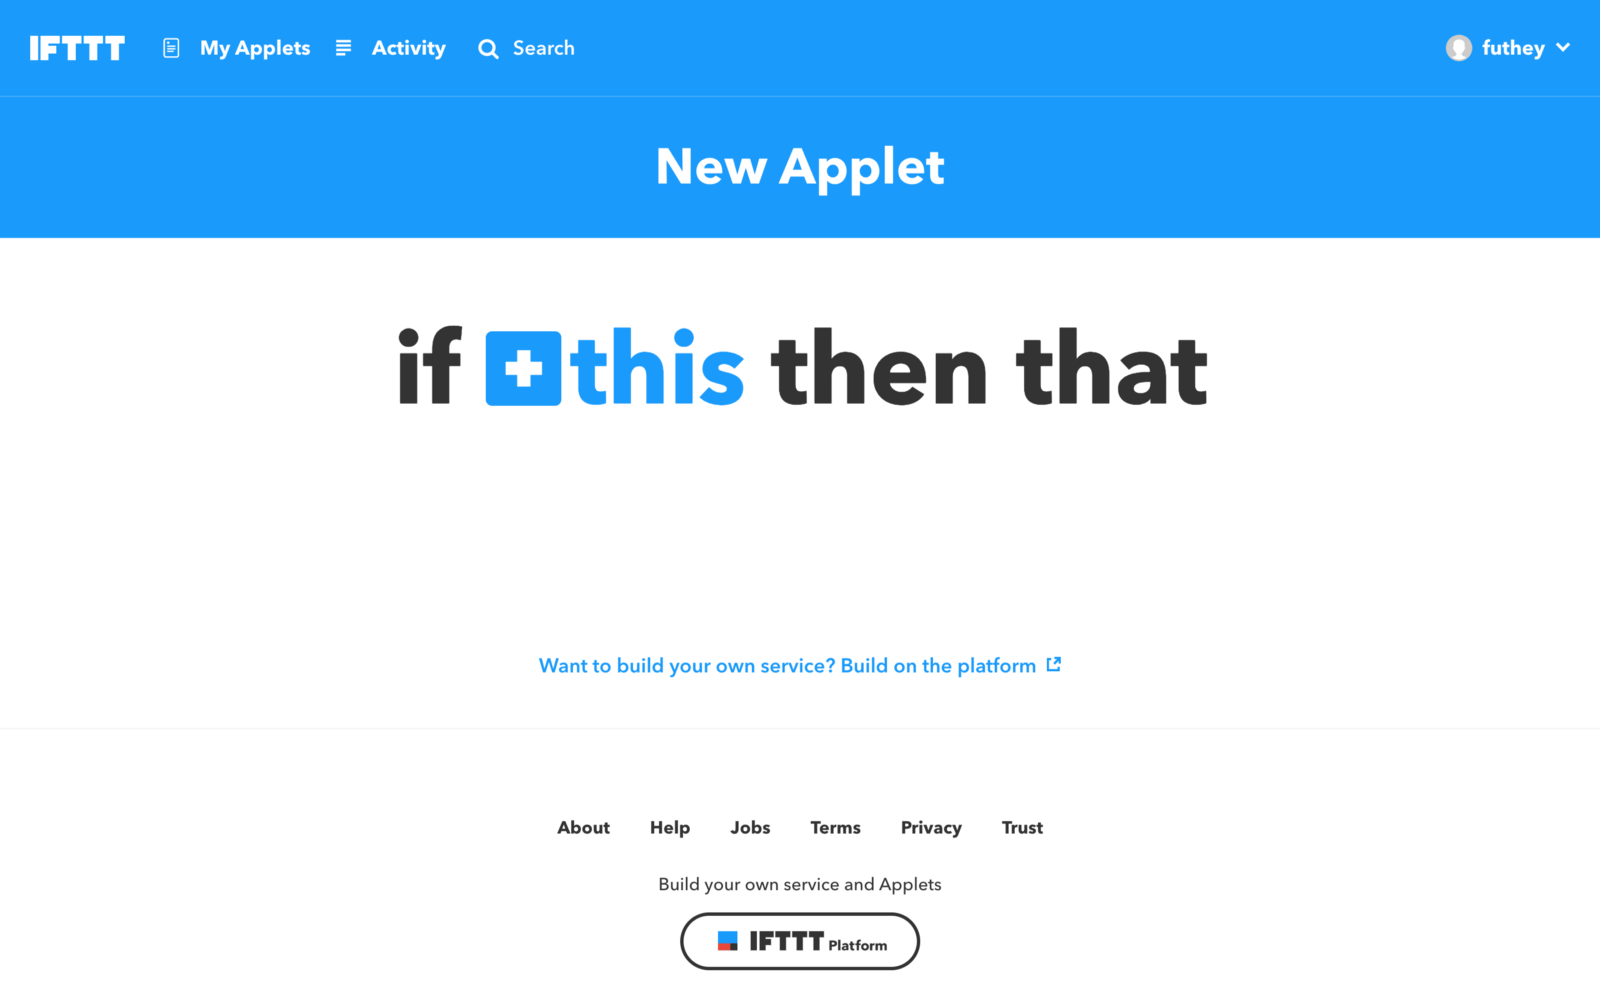 IFTTT My Applets Activity Search futhey
New Applet
if this then that
Want to build your own service? Build on the platform
About Help Jobs Terms Privacy Trust
Build your own service and Applets
IFTTT Platform